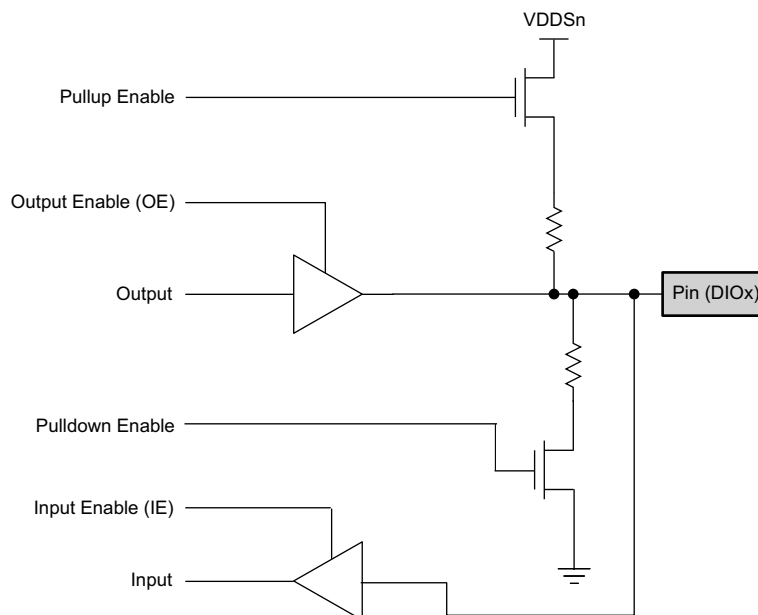 VDDSn
Pullup Enable
Output Enable (OE)
Output
Pin (DIOx)
Pulldown Enable
Input Enable (IE)
Input